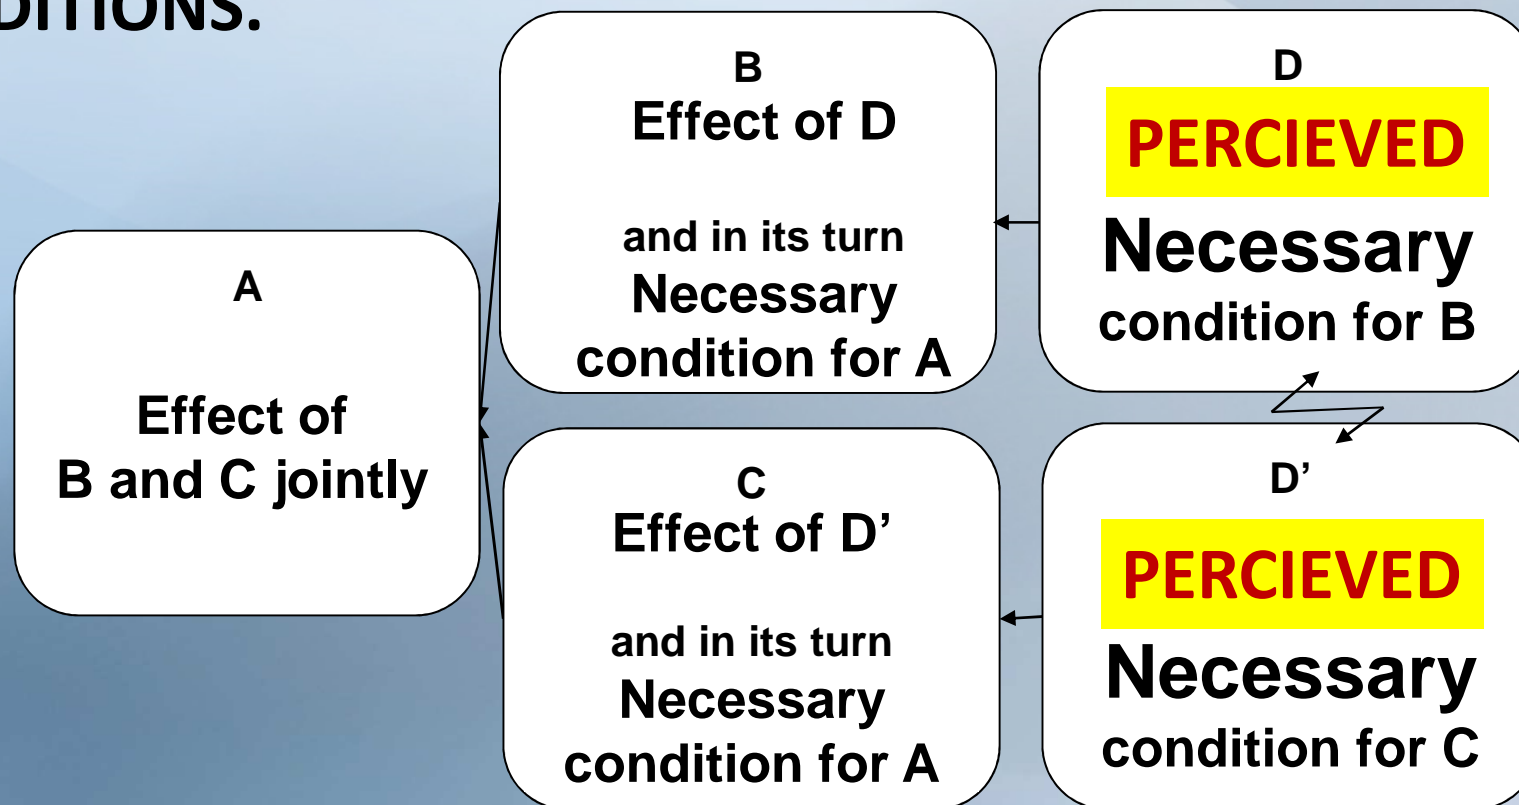 DITIONS.
B
Effect of D
and in its turn
Necessary
condition for A
D
PERCIEVED
Necessary
condition for B
A
Effect of
B and C jointly
C
Effect of D’
and in its turn
Necessary
condition for A
D’
PERCIEVED
Necessary
condition for C